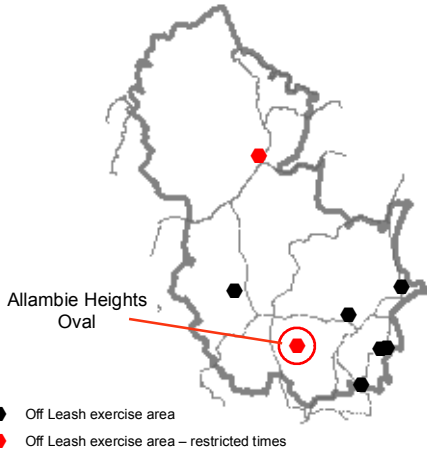 Allambie Heights
Oval
Off Leash exercise area
Off Leash exercise area – restricted times